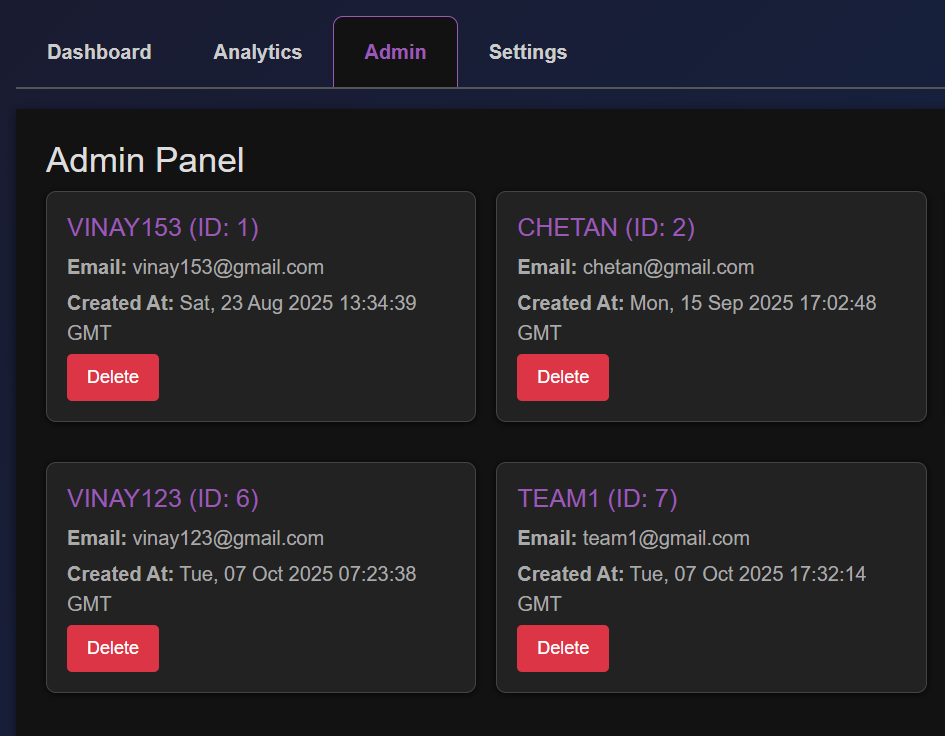 Dashboard Analytics Admin Settings
Admin Panel
VINAY153 (ID: 1)
Email: vinay153@gmail.com
Created At: Sat, 23 Aug 2025 13:34:39
GMT
Delete
CHETAN (ID: 2)
Email: chetan@gmail.com
Created At: Mon, 15 Sep 2025 17:02:48
GMT
Delete
VINAY123 (ID: 6)
Email: vinay123@gmail.com
Created At: Tue, 07 Oct 2025 07:23:38
GMT
Delete
TEAM1 (ID: 7)
Email: team1@gmail.com
Created At: Tue, 07 Oct 2025 17:32:14
GMT
Delete